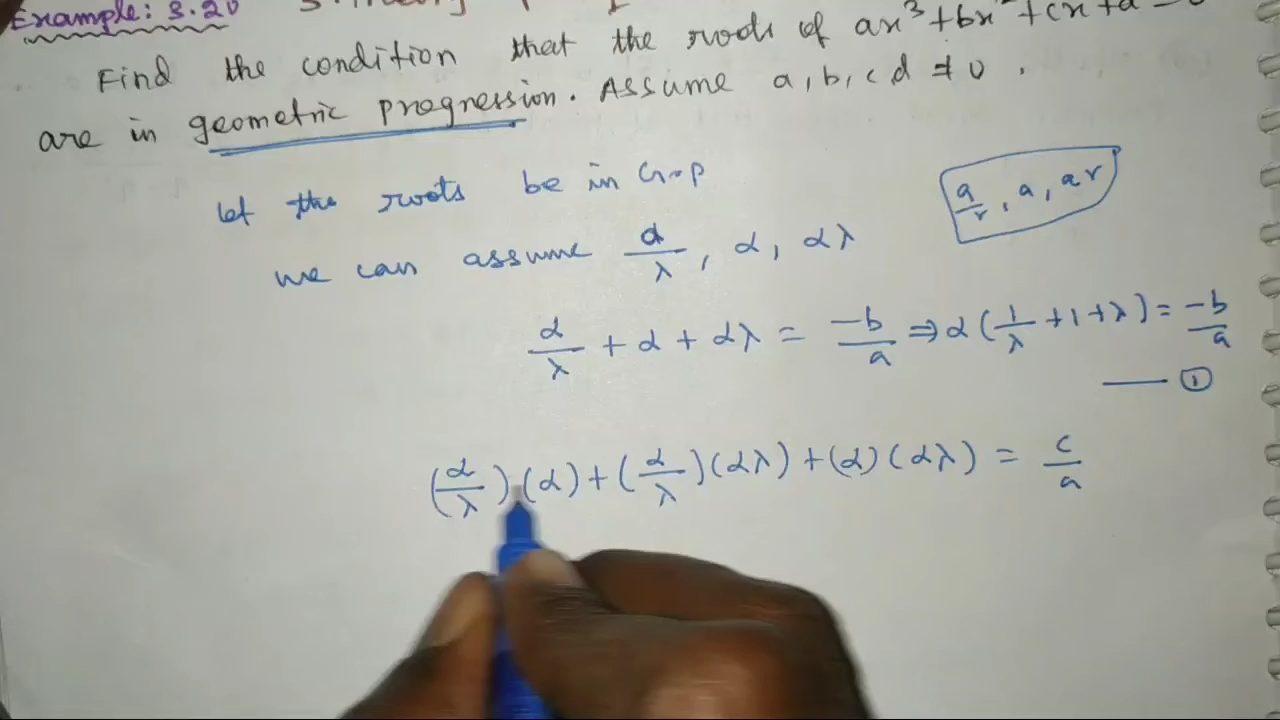 Example: 3.20
Find the condition that the roots of ax³+bx²+cx+d=0
are in geometric progression. Assume a,b,c d ≠0.
let the roots be in G.P
we can assume α/λ, α, αλ
a/r, a, ar
α/λ + α + αλ = -b/a ⇒ α(1/λ+1+λ) = -b/a
— ①
(α/λ)(α)+(α/λ)(αλ)+(α)(αλ) = c/a